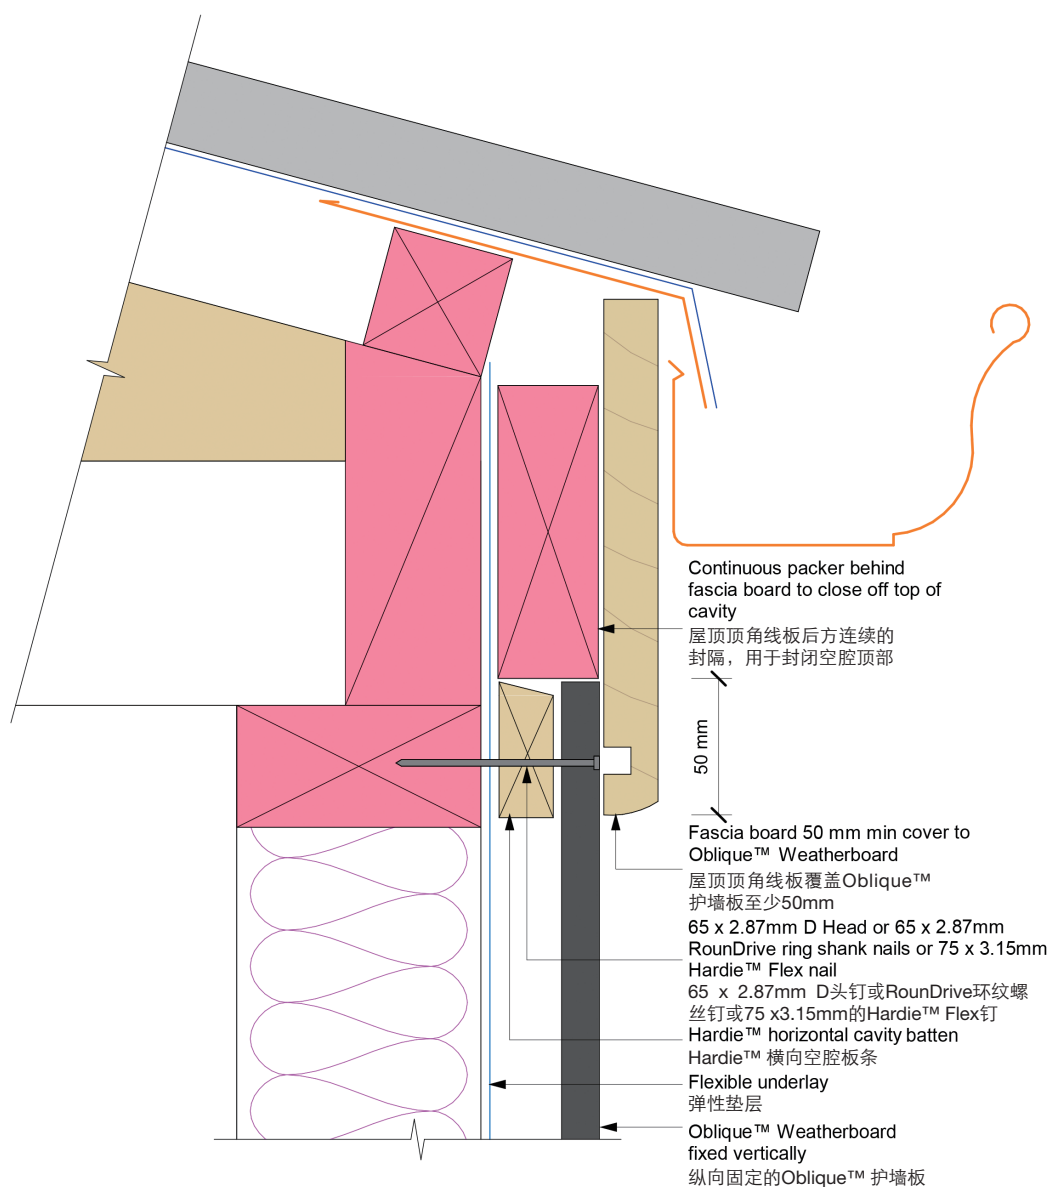 Continuous packer behind
fascia board to close off top of
cavity
屋顶顶角线板后方连续的
封隔，用于封闭空腔顶部
50 mm
Fascia board 50 mm min cover to
Oblique™ Weatherboard
屋顶顶角线板覆盖Oblique™
护墙板至少50mm
65 x 2.87mm D Head or 65 x 2.87mm
RounDrive ring shank nails or 75 x 3.15mm
Hardie™ Flex nail
65 x 2.87mm D头钉或RounDrive环纹螺
丝钉或75 x3.15mm的Hardie™ Flex钉
Hardie™ horizontal cavity batten
Hardie™ 横向空腔板条
Flexible underlay
弹性垫层
Oblique™ Weatherboard
fixed vertically
纵向固定的Oblique™ 护墙板